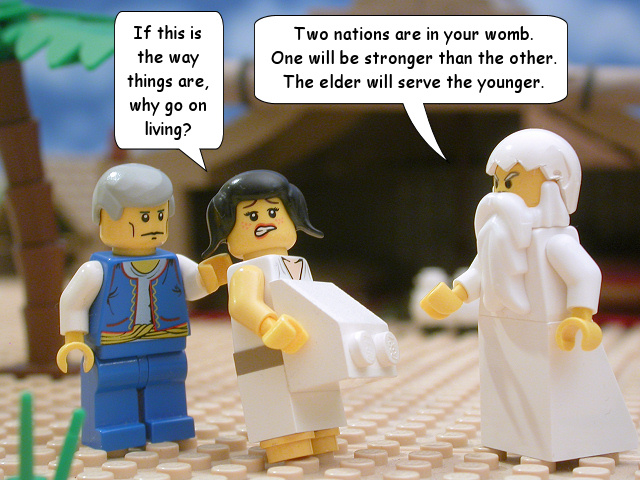 If this is
the way
things are,
why go on
living?
Two nations are in your womb.
One will be stronger than the other.
The elder will serve the younger.